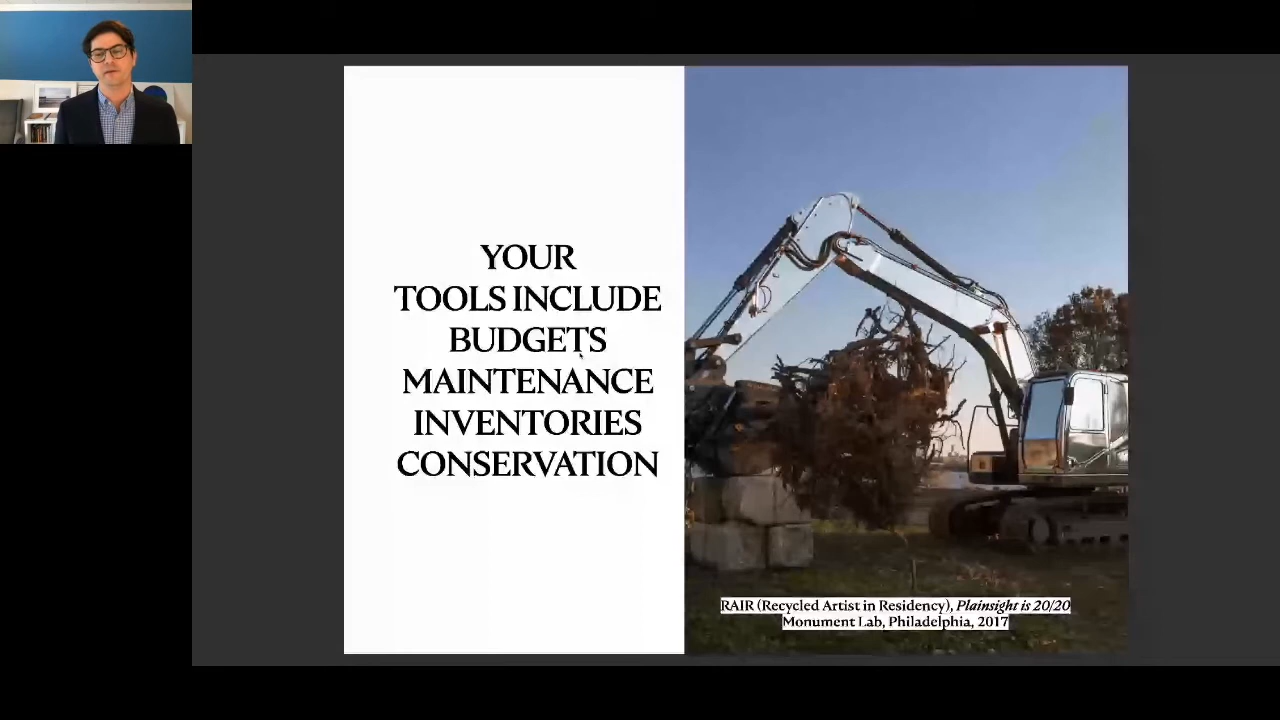 YOUR
TOOLS INCLUDE
BUDGETS
MAINTENANCE
INVENTORIES
CONSERVATION
RAIR (Recycled Artist in Residency), Plainsight is 20/20
Monument Lab, Philadelphia, 2017